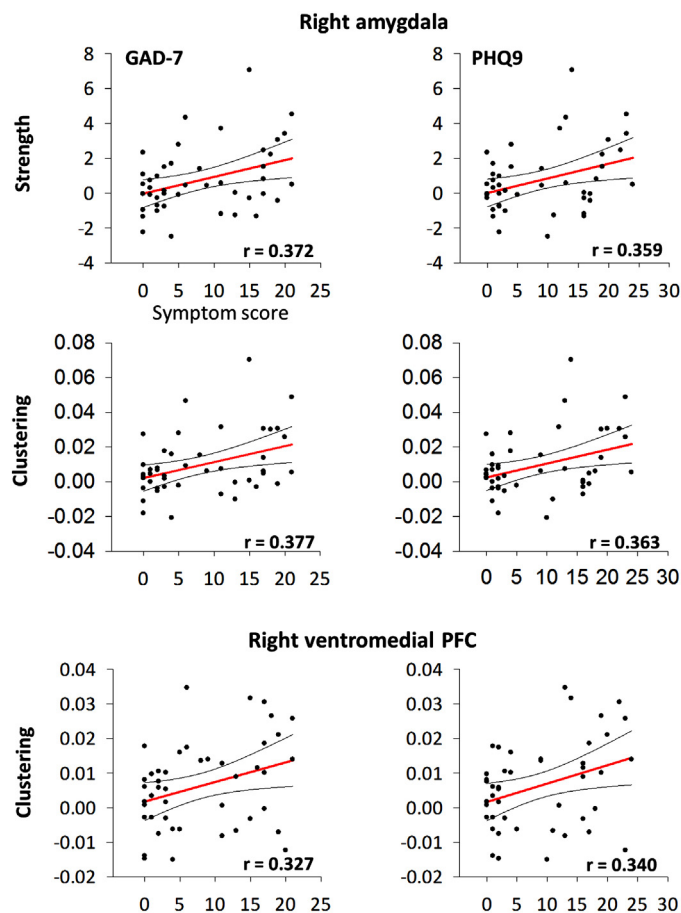 Right amygdala
GAD-7
PHQ9
Strength
8
6
4
2
0
-2
-4
r = 0.372
0 5 10 15 20 25
Symptom score
8
6
4
2
0
-2
-4
r = 0.359
0 5 10 15 20 25 30
Clustering
0.08
0.06
0.04
0.02
0.00
-0.02
-0.04
r = 0.377
0 5 10 15 20 25
0.08
0.06
0.04
0.02
0.00
-0.02
-0.04
r = 0.363
0 5 10 15 20 25 30
Right ventromedial PFC
Clustering
0.04
0.03
0.02
0.01
0.00
-0.01
-0.02
r = 0.327
0 5 10 15 20 25
0.04
0.03
0.02
0.01
0.00
-0.01
-0.02
r = 0.340
0 5 10 15 20 25 30